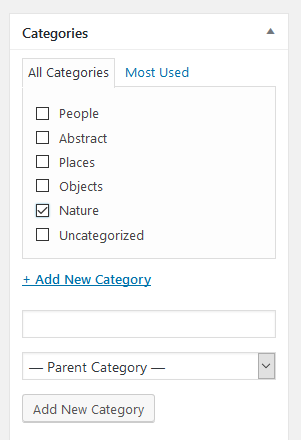 Categories
All Categories Most Used
People
Abstract
Places
Objects
Nature
Uncategorized
+ Add New Category
— Parent Category —
Add New Category